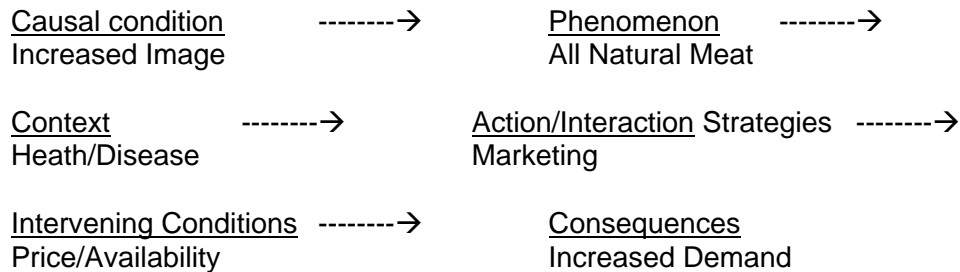 Causal condition --------→ Phenomenon --------→
Increased Image All Natural Meat
Context --------→ Action/Interaction Strategies --------→
Heath/Disease Marketing
Intervening Conditions --------→ Consequences
Price/Availability Increased Demand